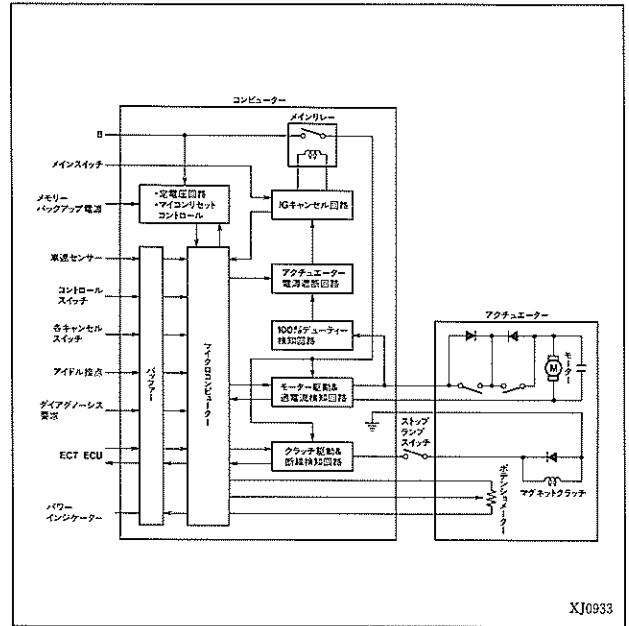 コンピューター
メインリレー
B
メインスイッチ
メモリー
バックアップ電源
・定電圧回路
・マイコンリセット
コントロール
IGキャンセル回路
車速センサー
アクチュエーター
電源遮断回路
コントロール
スイッチ
アクチュエーター
100%デューティー
検知回路
各キャンセル
スイッチ
バッファー
マイクロコンピューター
M
モーター
アイドル接点
モーター駆動&
過電流検知回路
ダイアグノーシス
要求
ストップ
ランプ
スイッチ
ECT ECU
クラッチ駆動&
断線検知回路
マグネットクラッチ
ポテンショメーター
パワー
インジケーター
XJ0933